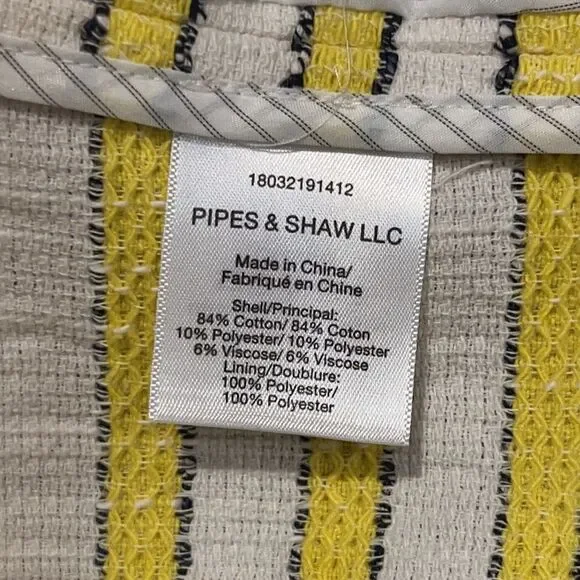 18032191412
PIPES & SHAW LLC
Made in China/
Fabriqué en Chine
Shell/Principal:
84% Cotton/ 84% Coton
10% Polyester/ 10% Polyester
6% Viscose/ 6% Viscose
Lining/Doublure:
100% Polyester/
100% Polyester